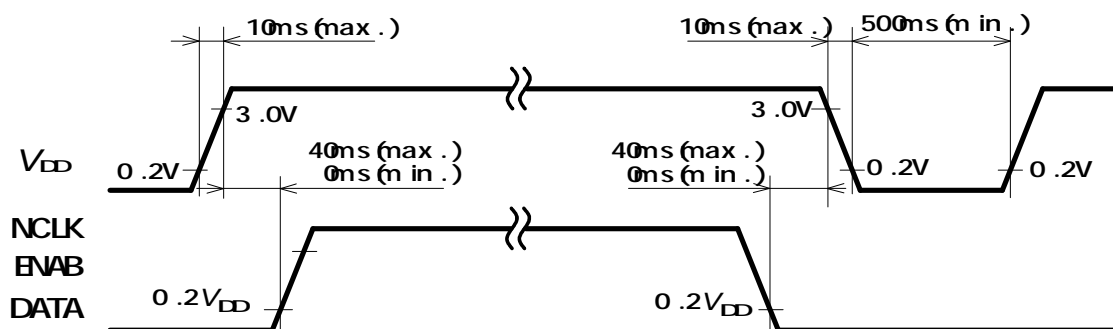 10ms(max.) 10ms(max.) 500ms(min.)
3.0V 3.0V
VDD 0.2V 40ms(max.) 40ms(max.) 0.2V 0.2V
0ms(min.) 0ms(min.)
NCLK
ENAB
DATA 0.2VDD 0.2VDD